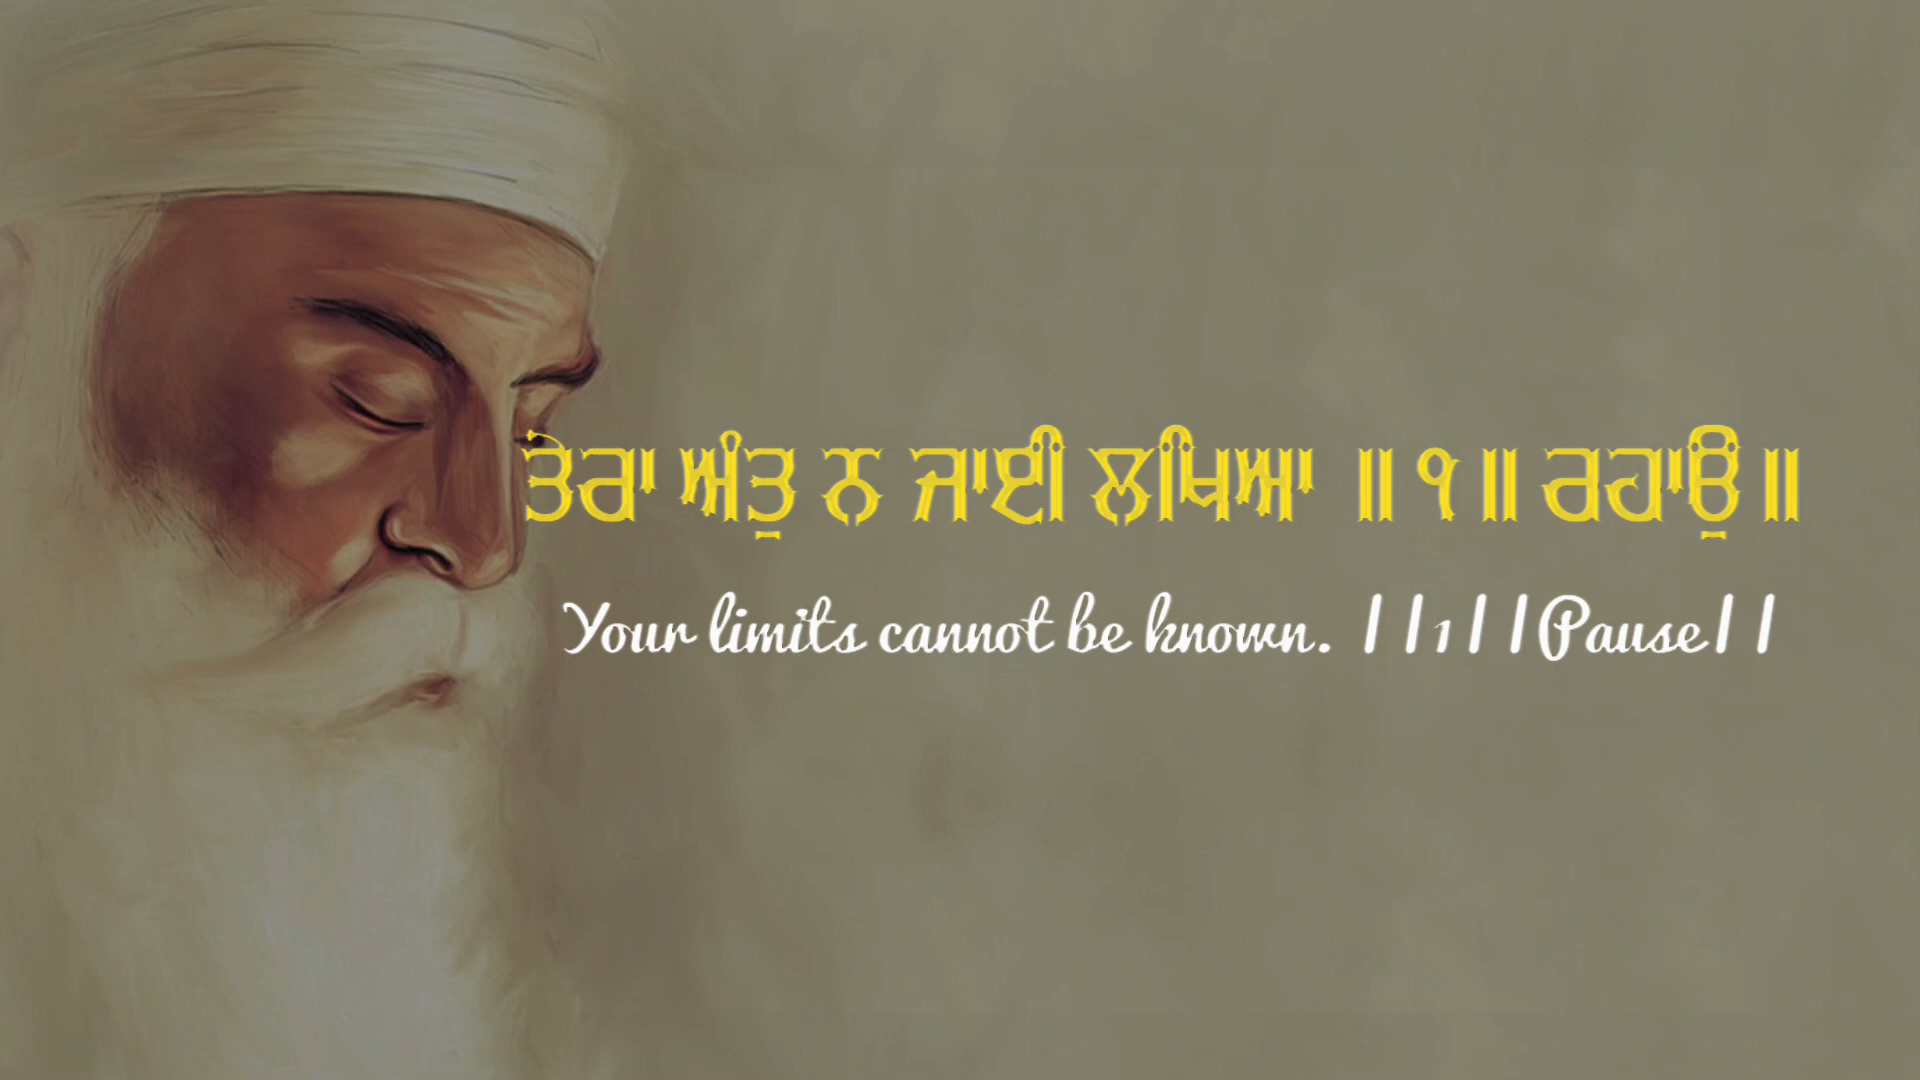 ਤੇਰਾ ਅੰਤੁ ਨ ਜਾਈ ਲਖਿਆ ॥ ੧ ॥ ਰਹਾਉ ॥
Your limits cannot be known. ||1||Pause||